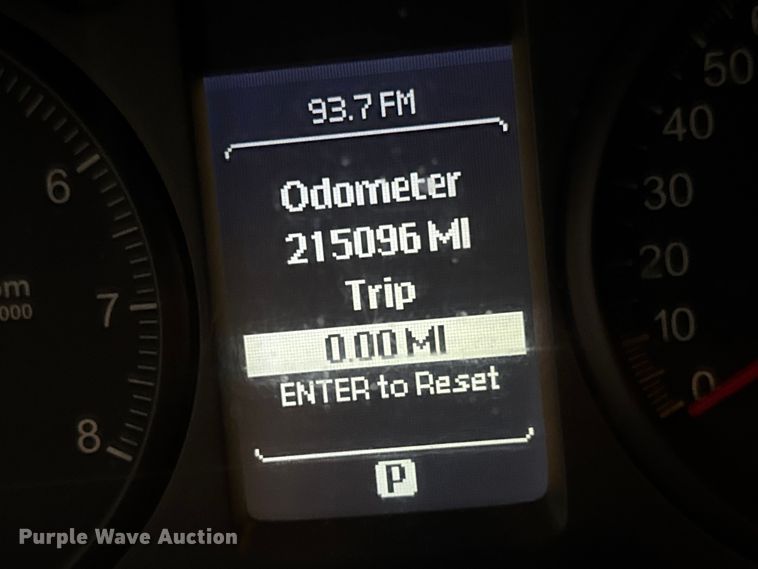 93.7 FM
Odometer
215096 MI
Trip
0.00 MI
ENTER to Reset
P
6
7
8
000
50
40
30
20
10
0
Purple Wave Auction